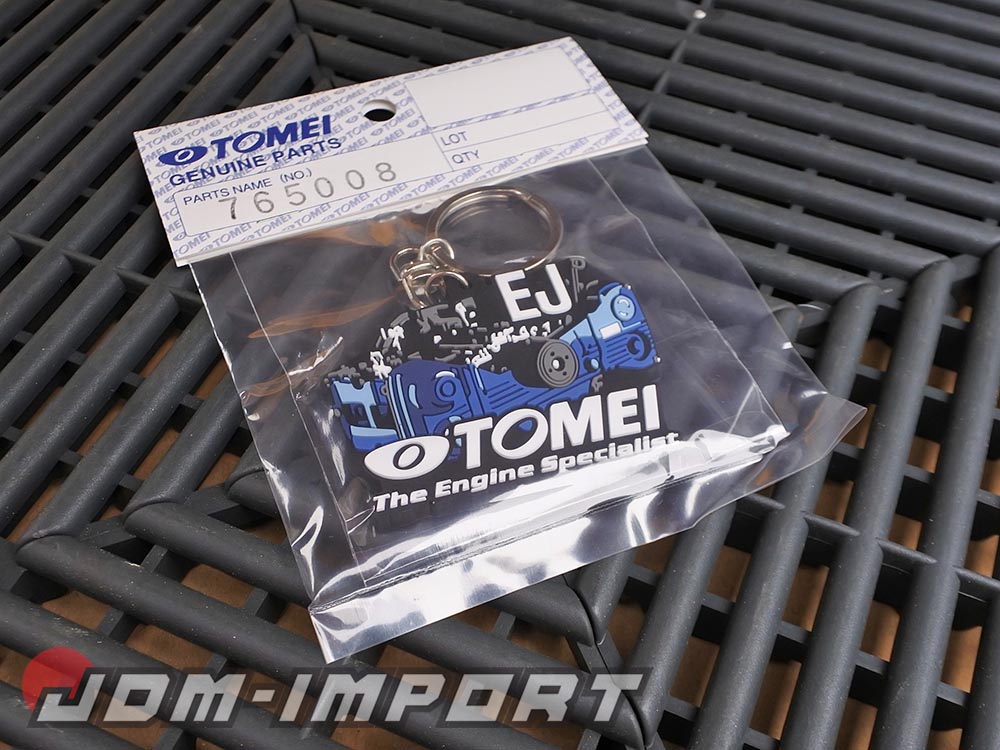 TOMEI
GENUINE PARTS
PARTS NAME (NO.)
765008
LOT
QTY
EJ
TOMEI
The Engine Specialist
JDM-IMPORT